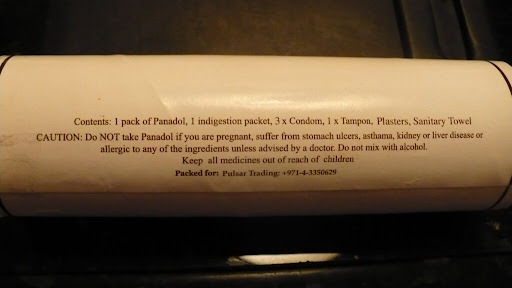 Contents: 1 pack of Panadol, 1 indigestion packet, 3 x Condom, 1 x Tampon, Plasters, Sanitary Towel
CAUTION: Do NOT take Panadol if you are pregnant, suffer from stomach ulcers, asthama, kidney or liver disease or
allergic to any of the ingredients unless advised by a doctor. Do not mix with alcohol.
Keep all medicines out of reach of children
Packed for: Pulsar Trading: +971-4-3350629